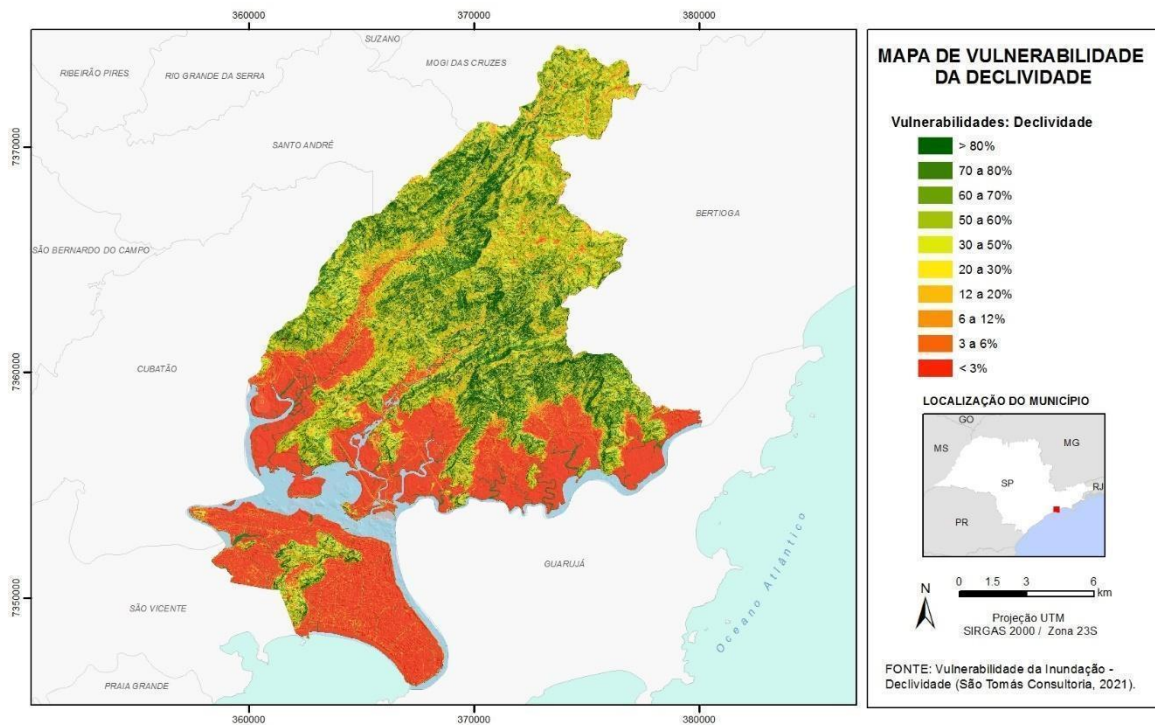 360000
370000
380000
SUZANO
MOGI DAS CRUZES
RIBEIRÃO PIRES
RIO GRANDE DA SERRA
7370000
SANTO ANDRÉ
BERTIOGA
SÃO BERNARDO DO CAMPO
CUBATÃO
7360000
GUARUJÁ
SÃO VICENTE
7350000
PRAIA GRANDE
Oceano Atlântico
360000
370000
380000
MAPA DE VULNERABILIDADE
DA DECLIVIDADE
Vulnerabilidades: Declividade
> 80%
70 a 80%
60 a 70%
50 a 60%
30 a 50%
20 a 30%
12 a 20%
6 a 12%
3 a 6%
< 3%
LOCALIZAÇÃO DO MUNICÍPIO
GO
MS
MG
SP
RJ
PR
N
0 1.5 3 6
km
Projeção UTM
SIRGAS 2000 / Zona 23S
FONTE: Vulnerabilidade da Inundação -
Declividade (São Tomás Consultoria, 2021).